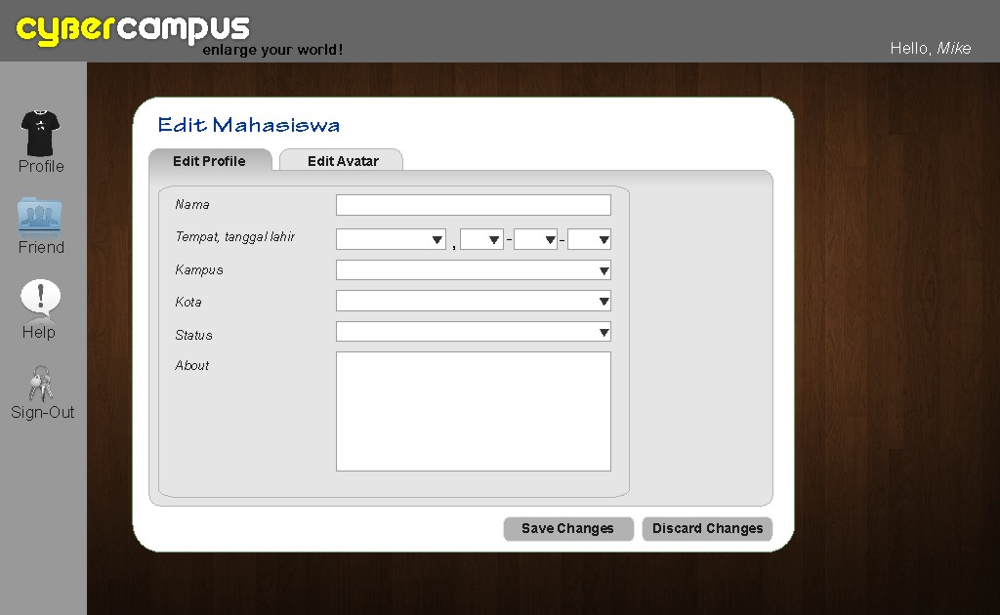 cyBercampus
enlarge your world!
Hello, Mike
Profile
Friend
Help
Sign-Out
Edit Mahasiswa
Edit Profile
Edit Avatar
Nama
Tempat, tanggal lahir
, - -
Kampus
Kota
Status
About
Save Changes
Discard Changes